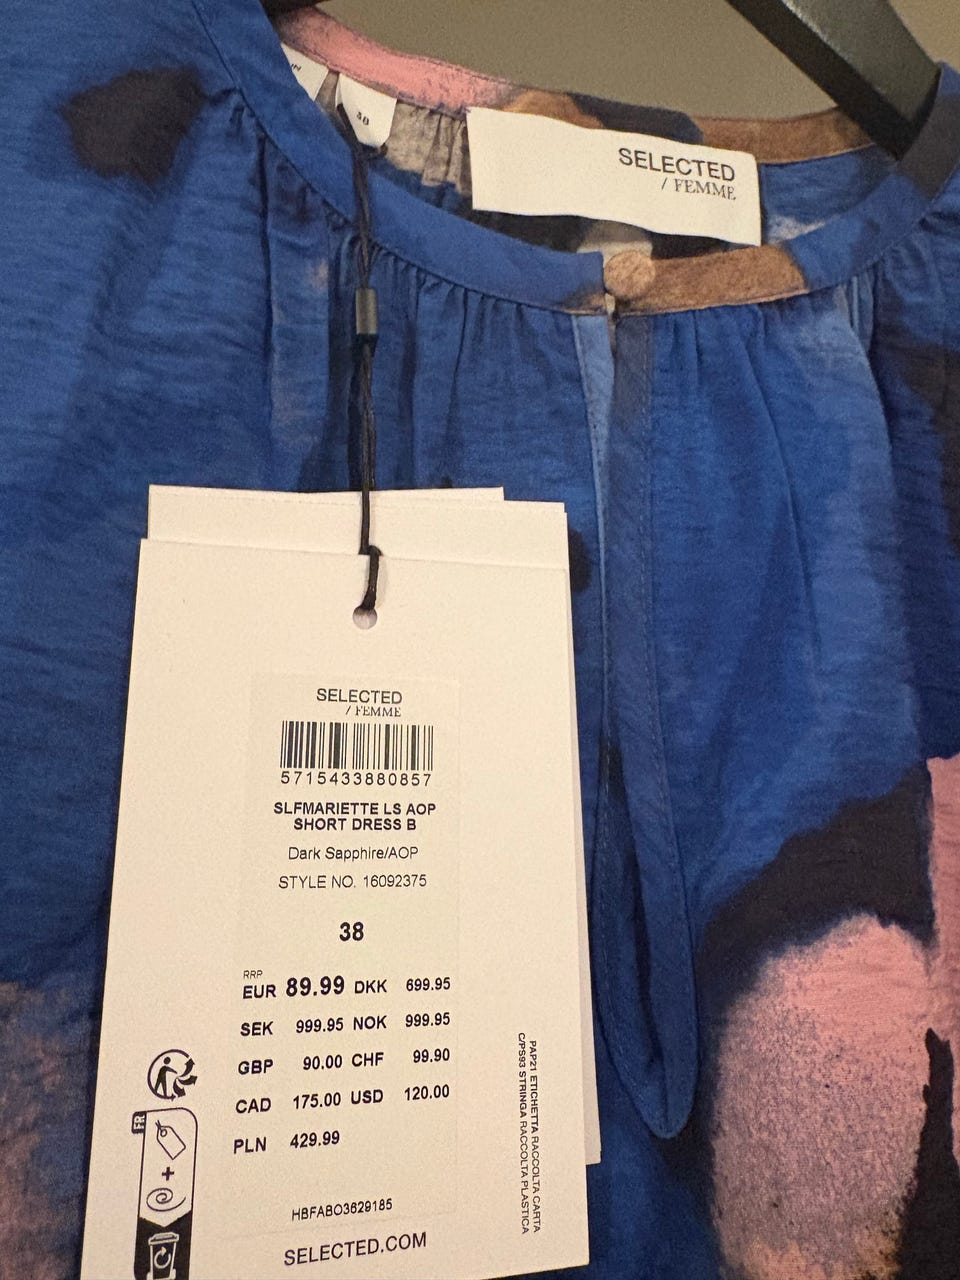 IN
38
SELECTED
/ FEMME
SELECTED
/ FEMME
5715433880857
SLFMARIETTE LS AOP
SHORT DRESS B
Dark Sapphire/AOP
STYLE NO. 16092375
38
RRP
EUR 89.99 DKK 699.95
SEK 999.95 NOK 999.95
GBP 90.00 CHF 99.90
CAD 175.00 USD 120.00
PLN 429.99
PAP21 ETICHETTA RACCOLTA CARTA
C/PS93 STRINGA RACCOLTA PLASTICA
FR
+
HBFABO3629185
SELECTED.COM